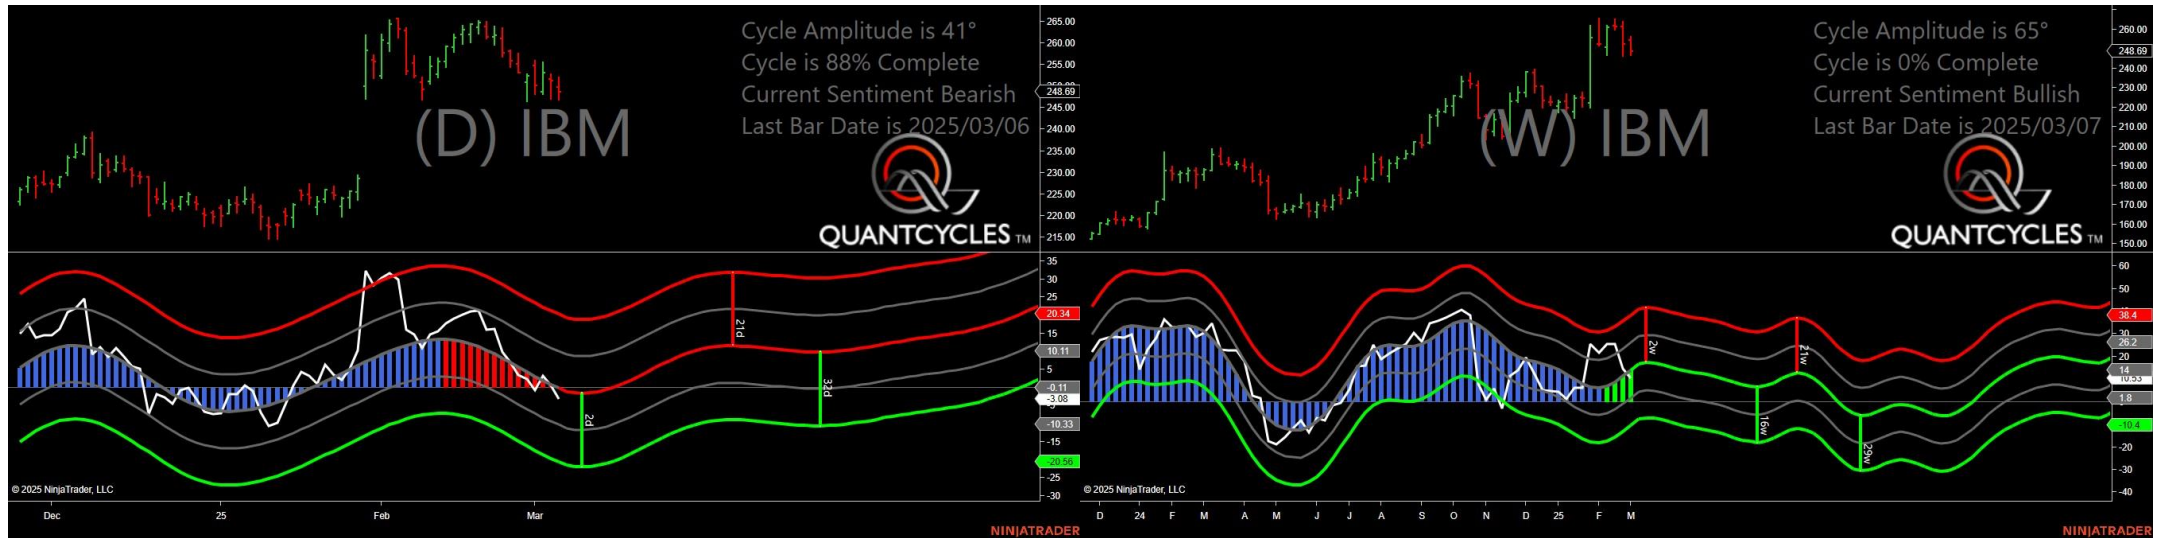 Cycle Amplitude is 41°
Cycle is 88% Complete
Current Sentiment Bearish
Last Bar Date is 2025/03/06
(D) IBM
QUANTCYCLES TM
265.00
260.00
255.00
248.69
245.00
240.00
235.00
230.00
225.00
220.00
215.00
35
30
25
20.34
15
10.11
5
-0.11
-3.08
-10.33
-15
-20.56
-25
-30
21d
32d
2d
© 2025 NinjaTrader, LLC
Dec
25
Feb
Mar
NINJATRADER
Cycle Amplitude is 65°
Cycle is 0% Complete
Current Sentiment Bullish
Last Bar Date is 2025/03/07
(W) IBM
QUANTCYCLES TM
260.00
248.69
240.00
230.00
220.00
210.00
200.00
190.00
180.00
170.00
160.00
150.00
60
50
38.4
30
26.2
20
14
10.53
1.8
-10.4
-20
-30
-40
2w
21w
16w
29w
© 2025 NinjaTrader, LLC
D
24
F
M
A
M
J
J
A
S
O
N
D
25
F
M
NINJATRADER